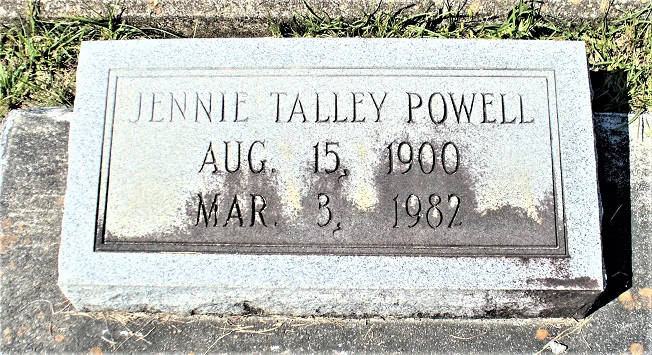 JENNIE TALLEY POWELL
AUG. 15, 1900
MAR. 3, 1982